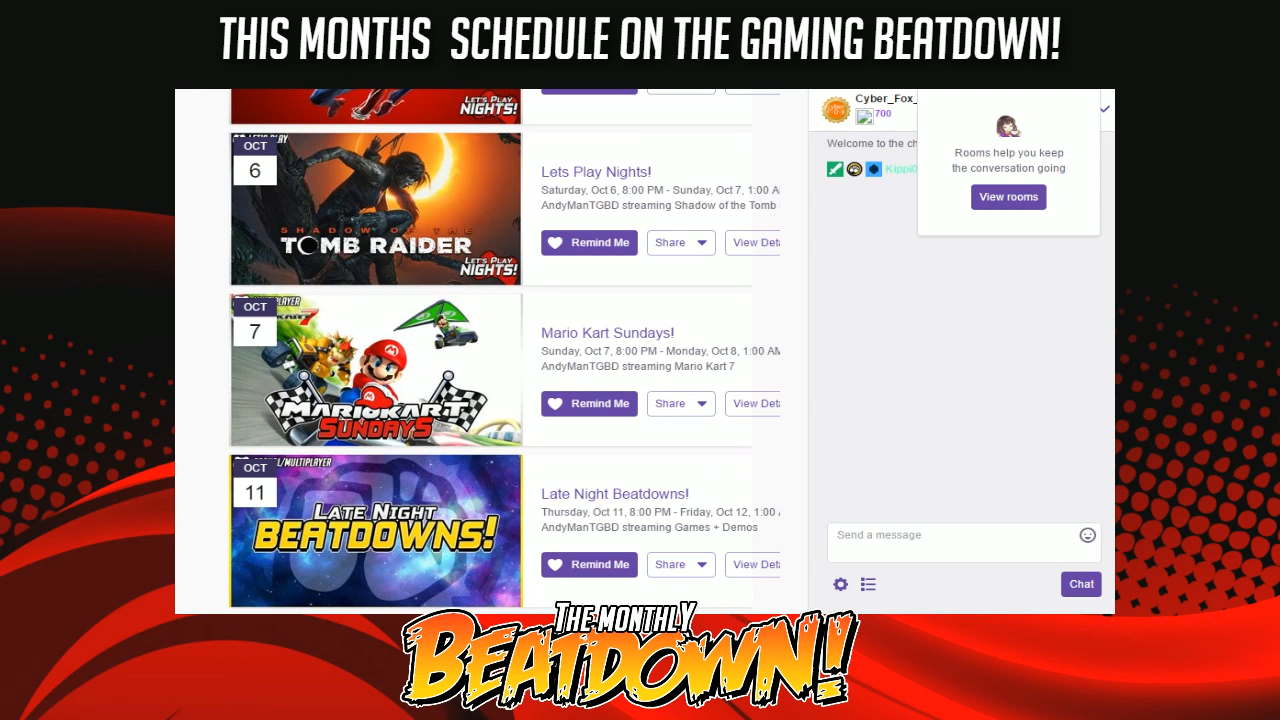 THIS MONTHS SCHEDULE ON THE GAMING BEATDOWN!
LET'S PLAY
NIGHTS!
OCT
6
SHADOW OF THE
TOMB RAIDER
LET'S PLAY
NIGHTS!
Lets Play Nights!
Saturday, Oct 6, 8:00 PM - Sunday, Oct 7, 1:00
AndyManTGBD streaming Shadow of the Tomb
Remind Me
Share
View
OCT
7
MARIO KART
SUNDAYS
Mario Kart Sundays!
Sunday, Oct 7, 8:00 PM - Monday, Oct 8, 1:00 AM
AndyManTGBD streaming Mario Kart 7
Remind Me
Share
View
OCT
11
/MULTIPLAYER
LATE NIGHT
BEATDOWNS!
Late Night Beatdowns!
Thursday, Oct 11, 8:00 PM - Friday, Oct 12, 1:00
AndyManTGBD streaming Games + Demos
Remind Me
Share
View
Cyber_Fox_
700
Welcome to the
Rooms help you keep
the conversation going
View rooms
Send a message
Chat
THE MONTHLY
BEATDOWN!